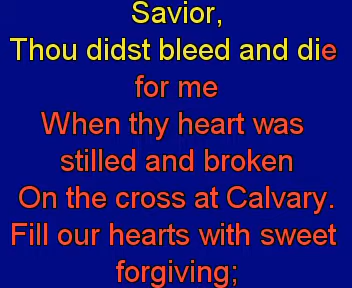 Savior,
Thou didst bleed and die
for me
When thy heart was
stilled and broken
On the cross at Calvary.
Fill our hearts with sweet
forgiving;